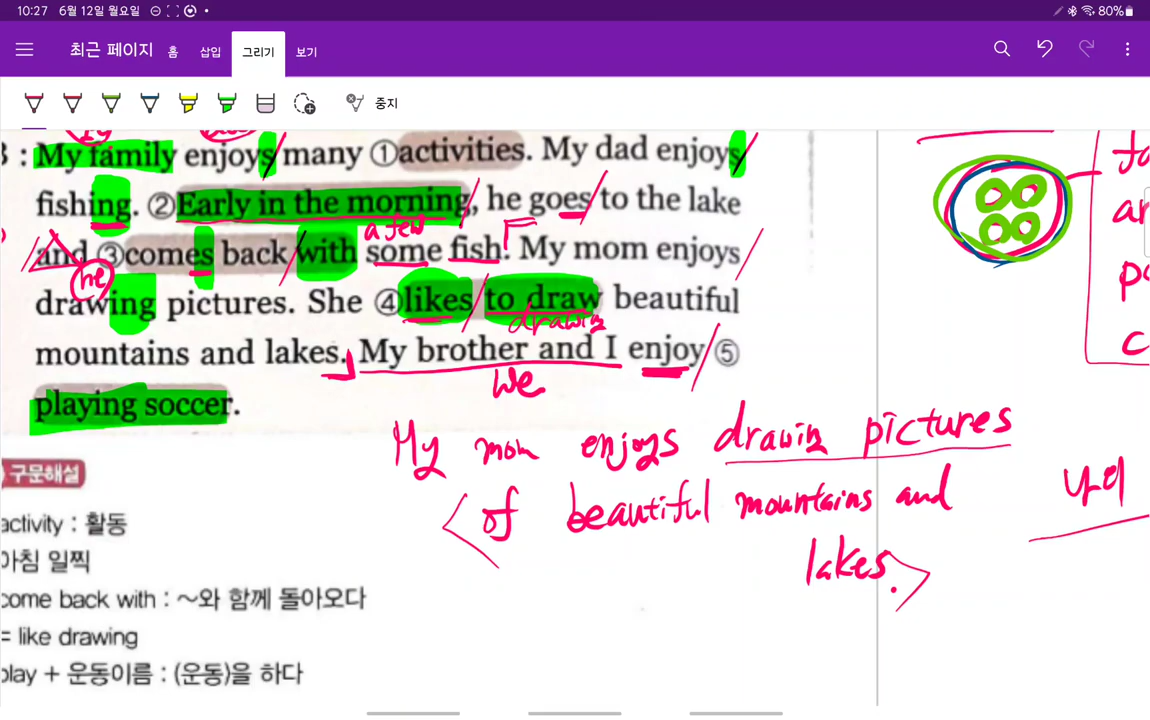 10:27 6월 12일 월요일
80%
최근 페이지 홈 삽입 그리기 보기
중지
3 : My family enjoys/many ①activities. My dad enjoys/
fishing. ②Early in the morning,/ he goes/ to the lake
a few
/and ③comes back/with some fish. My mom enjoys/
he
drawing pictures. She ④likes/to draw beautiful
drawing
mountains and lakes. My brother and I enjoy/⑤
we
playing soccer.
My mom enjoys drawing pictures
<of beautiful mountains and
lakes.>
구문해설
activity : 활동
아침 일찍
come back with : ~와 함께 돌아오다
= like drawing
play + 운동이름 : (운동)을 하다